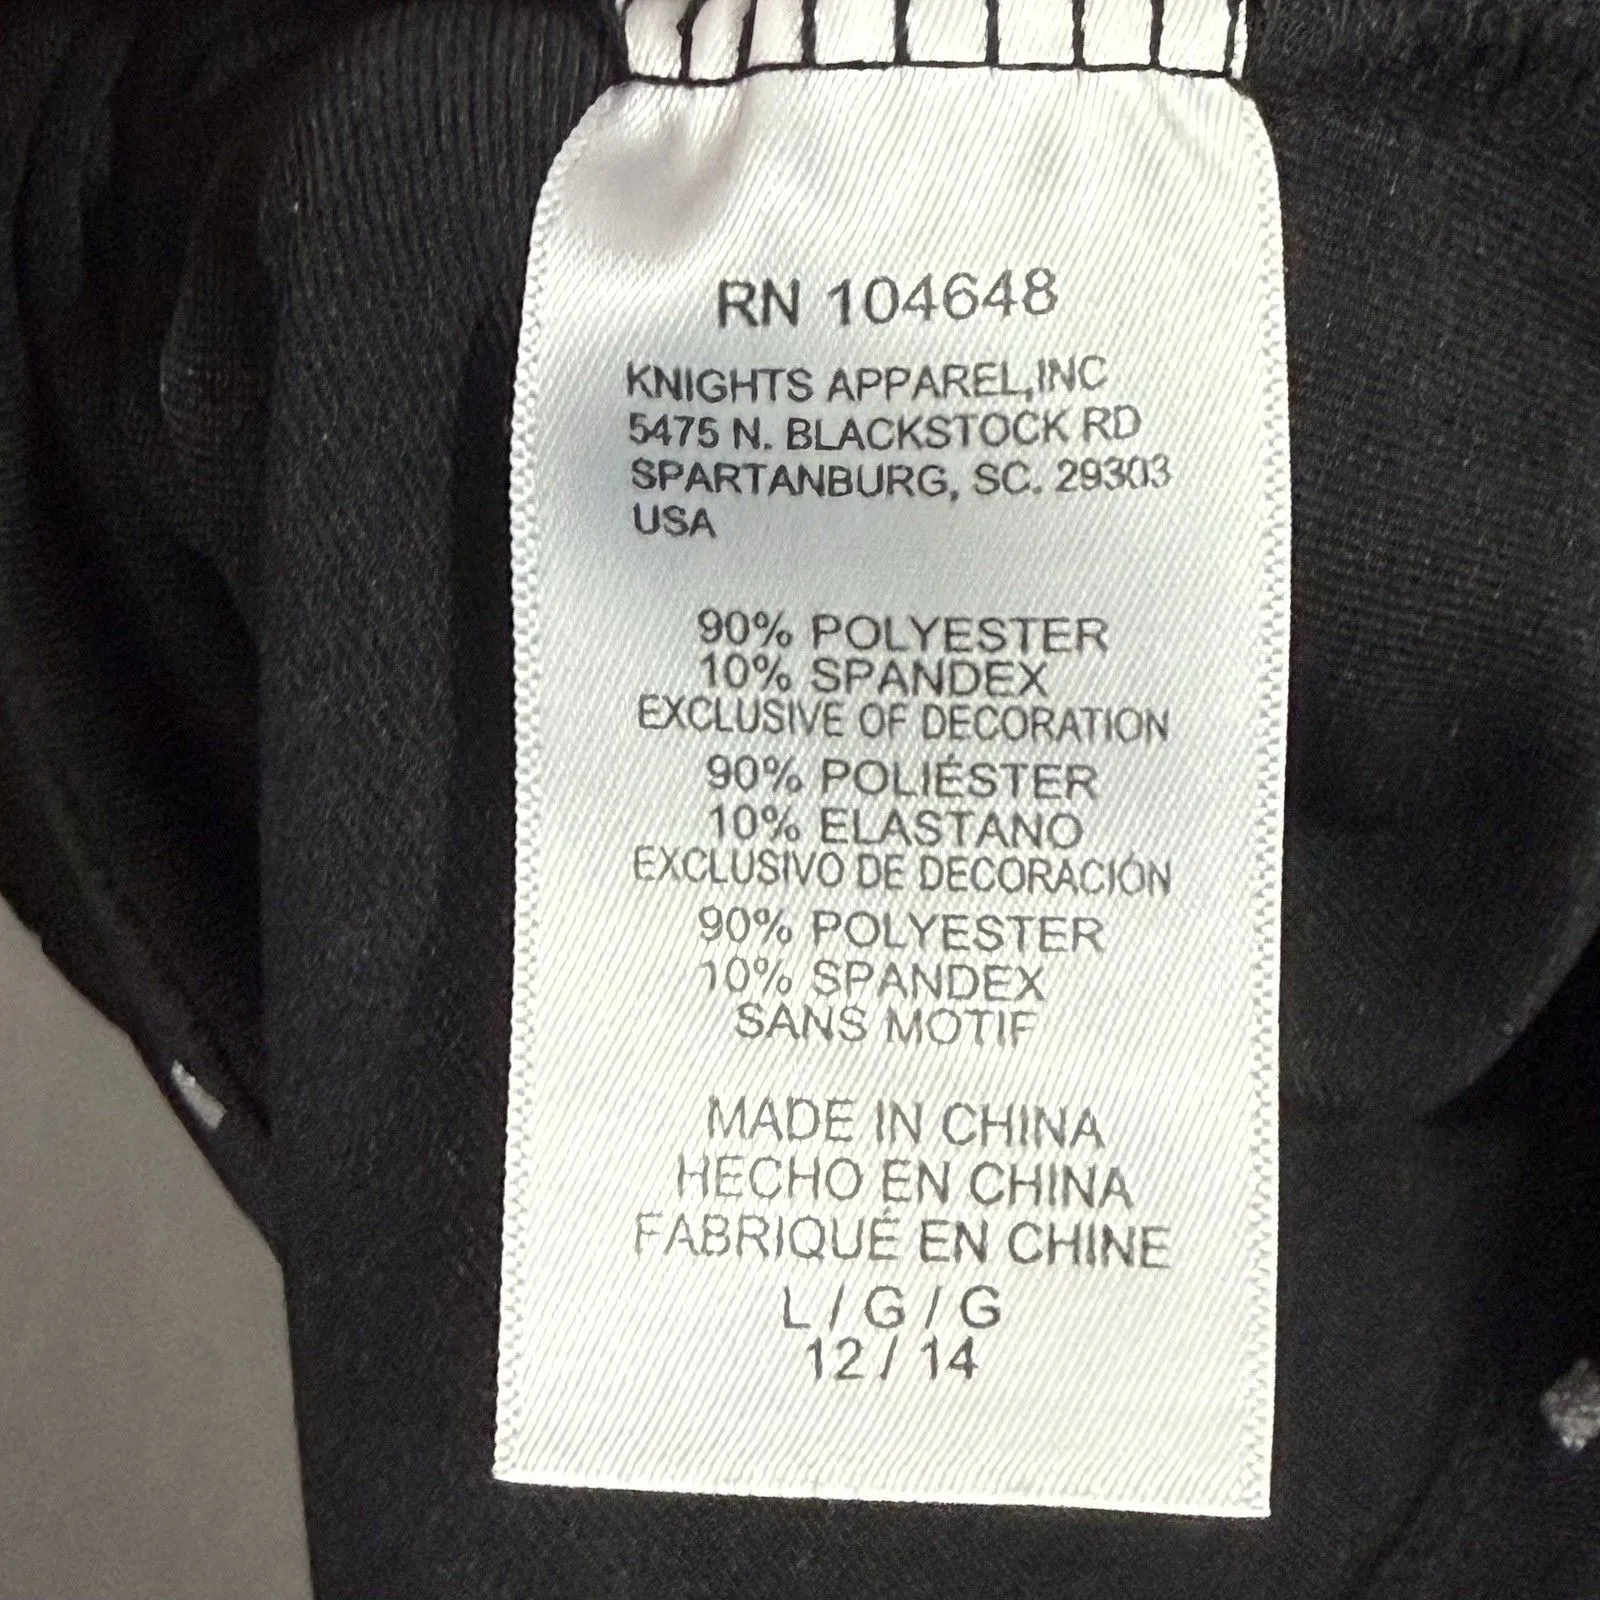 RN 104648
KNIGHTS APPAREL,INC
5475 N. BLACKSTOCK RD
SPARTANBURG, SC. 29303
USA
90% POLYESTER
10% SPANDEX
EXCLUSIVE OF DECORATION
90% POLIÉSTER
10% ELASTANO
EXCLUSIVO DE DECORACIÓN
90% POLYESTER
10% SPANDEX
SANS MOTIF
MADE IN CHINA
HECHO EN CHINA
FABRIQUÉ EN CHINE
L / G / G
12 / 14